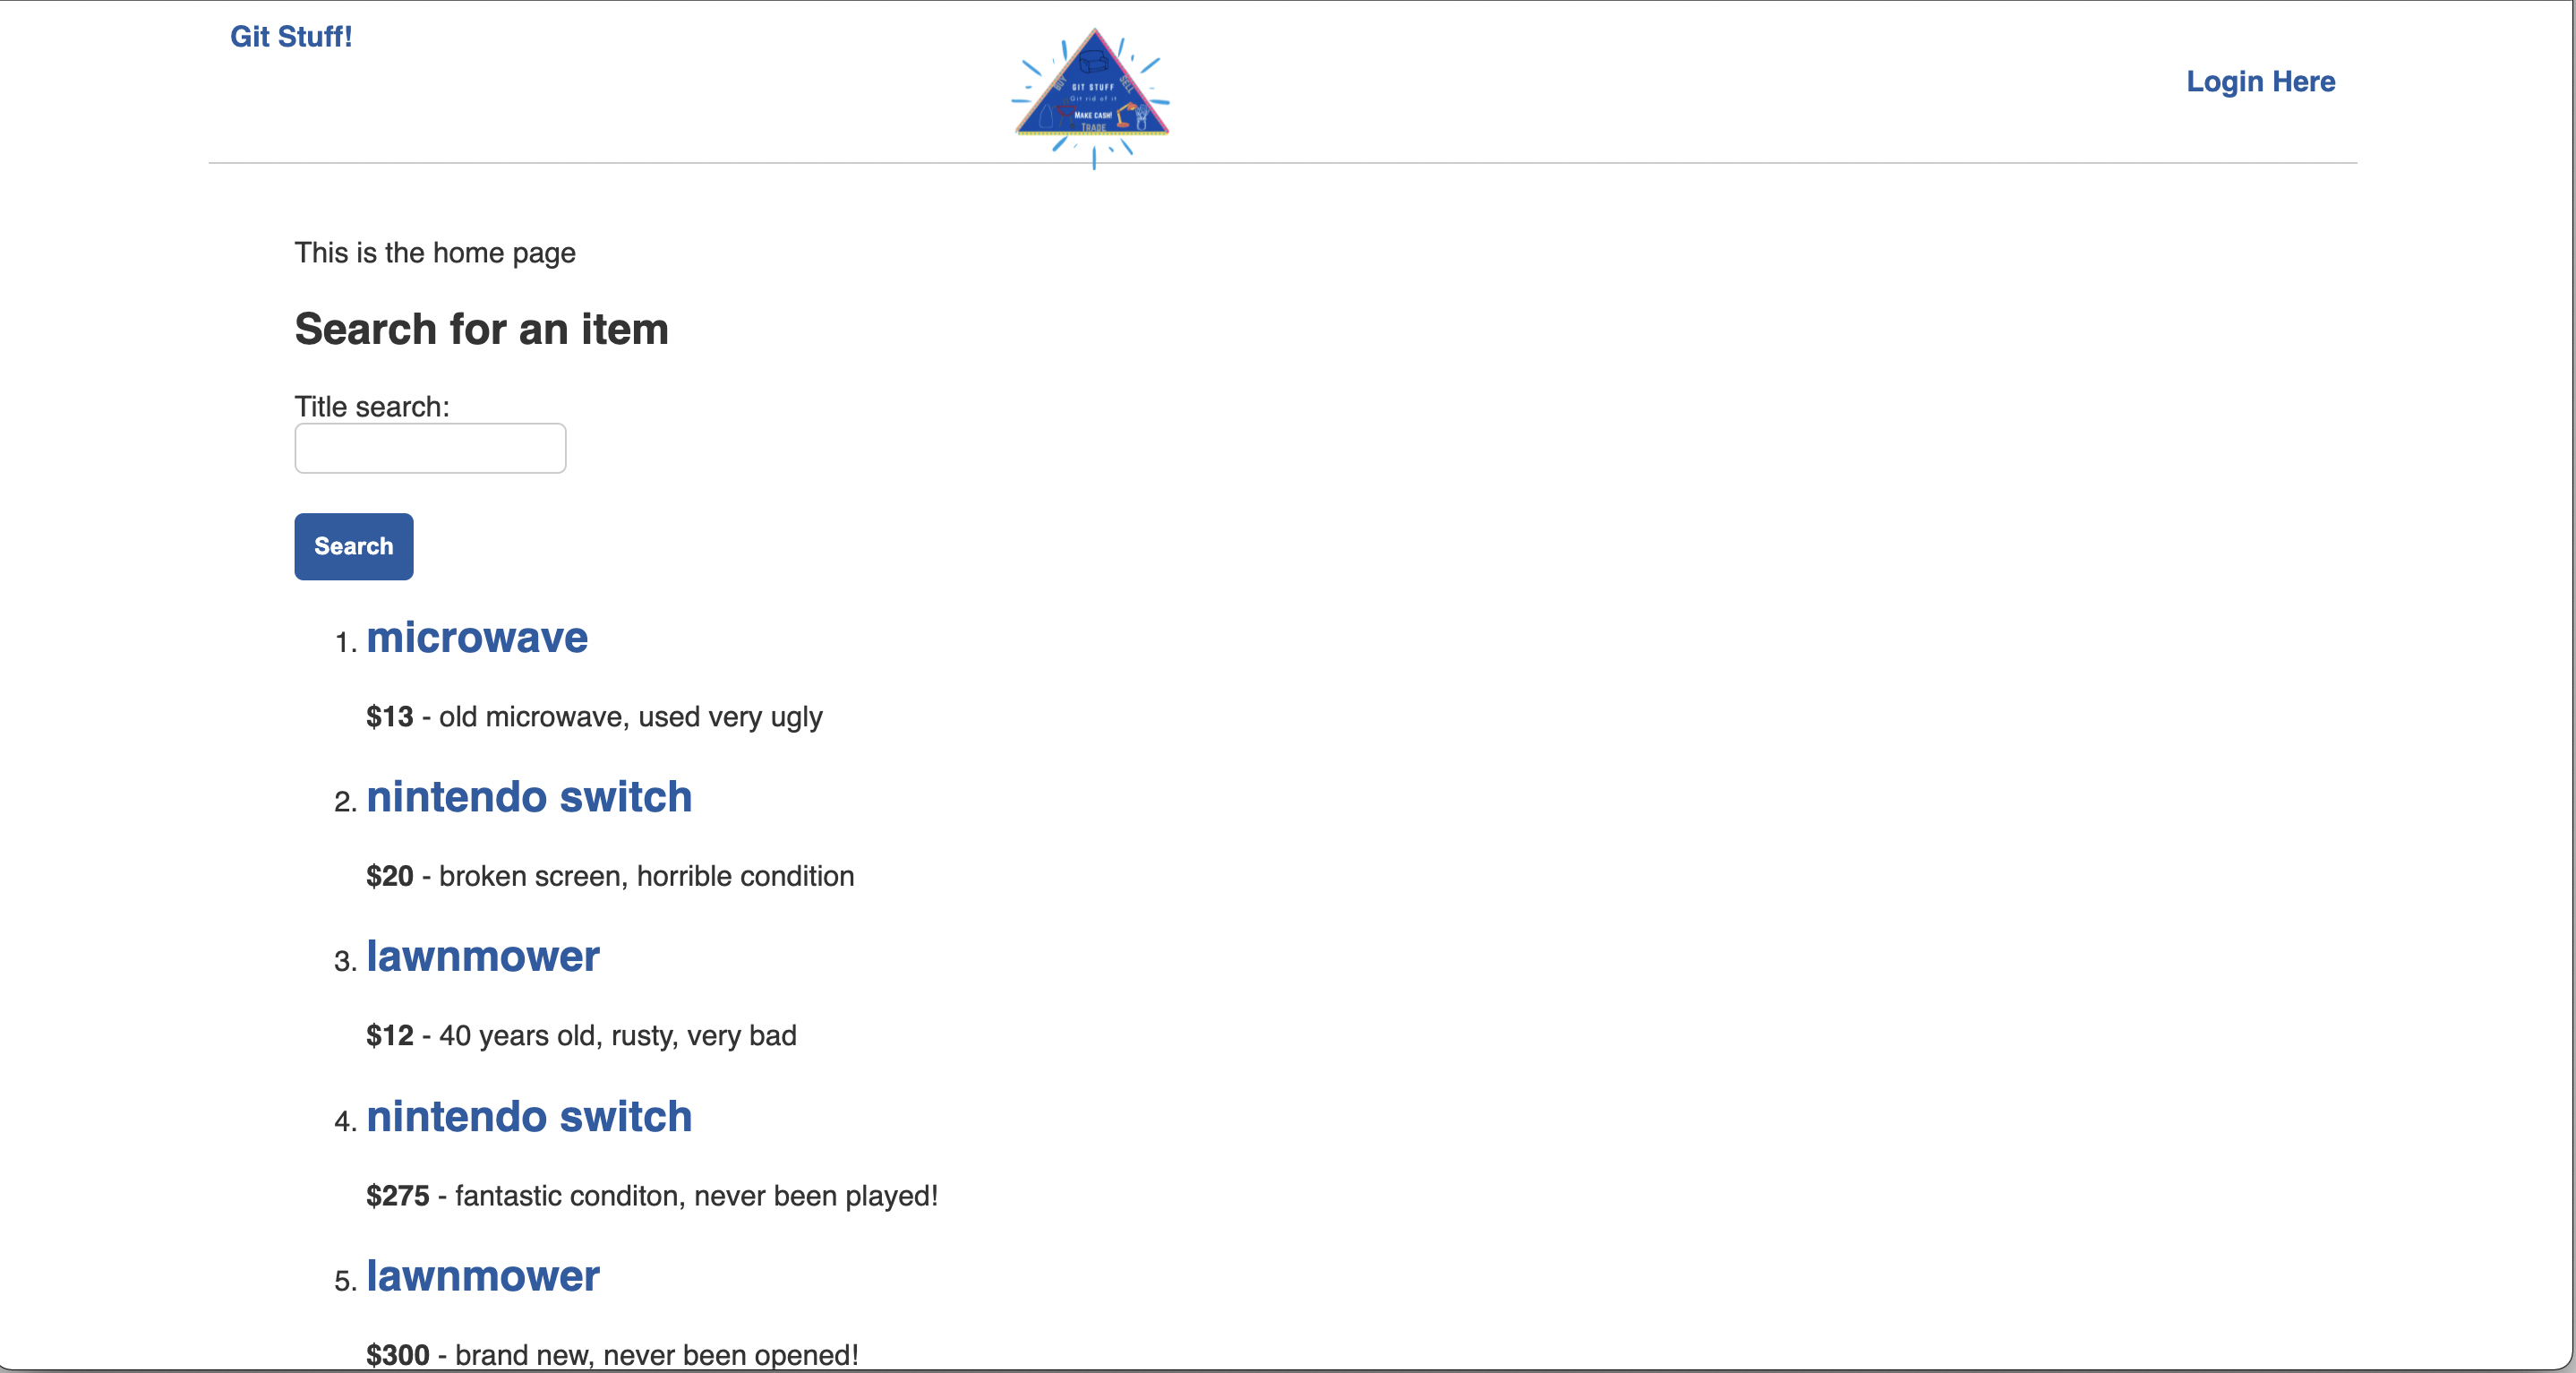 Git Stuff!
BUY
SELL
GIT STUFF
Git rid of it
MAKE CASH!
TRADE
Login Here
This is the home page
Search for an item
Title search:
Search
1. microwave
$13 - old microwave, used very ugly
2. nintendo switch
$20 - broken screen, horrible condition
3. lawnmower
$12 - 40 years old, rusty, very bad
4. nintendo switch
$275 - fantastic conditon, never been played!
5. lawnmower
$300 - brand new, never been opened!